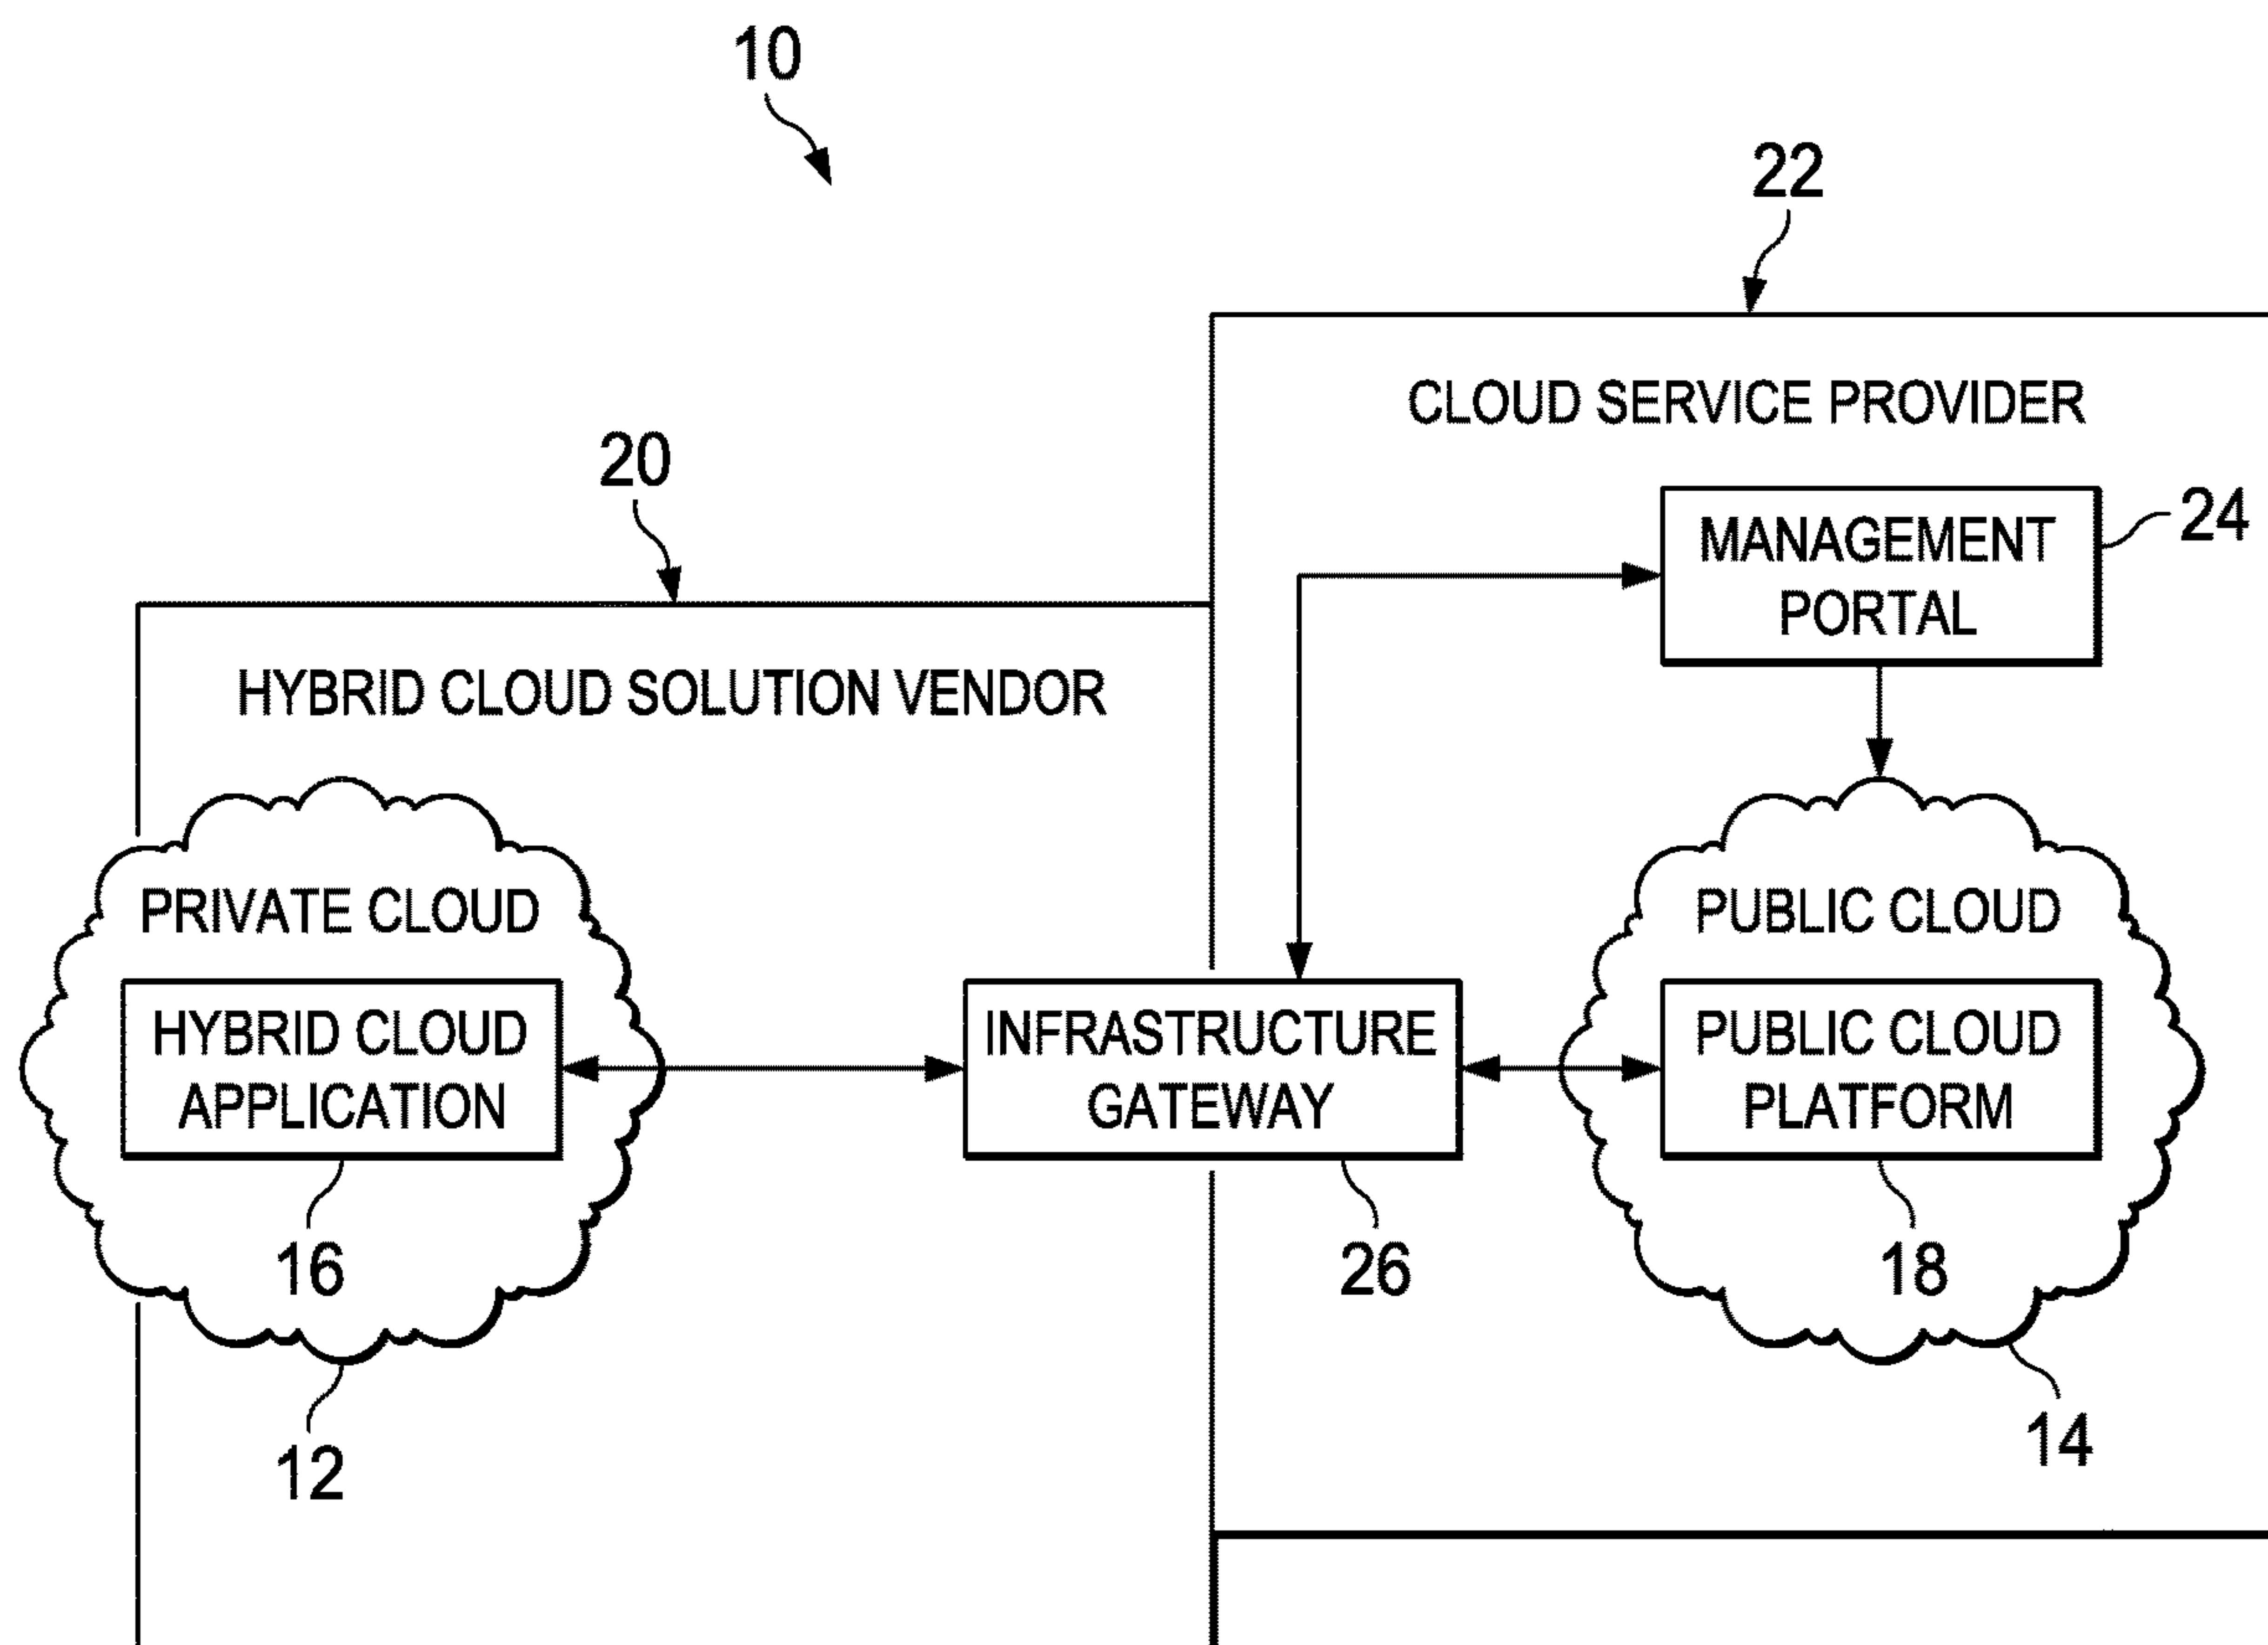 10
22
CLOUD SERVICE PROVIDER
20
24
MANAGEMENT
PORTAL
HYBRID CLOUD SOLUTION VENDOR
PRIVATE CLOUD
PUBLIC CLOUD
HYBRID CLOUD
APPLICATION
INFRASTRUCTURE
GATEWAY
PUBLIC CLOUD
PLATFORM
16
26
18
12
14